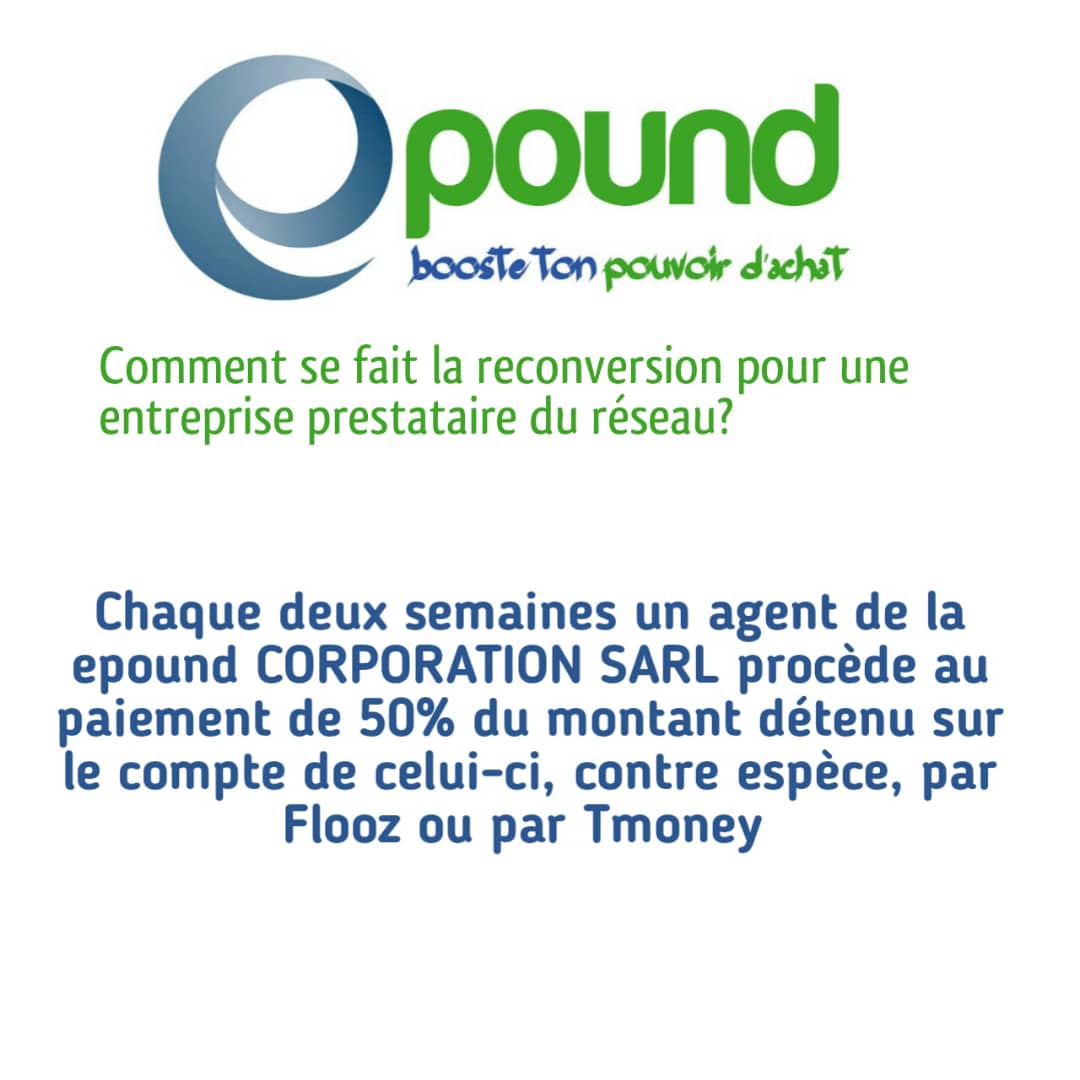 epound
booste Ton pouvoir d'achat
Comment se fait la reconversion pour une
entreprise prestataire du réseau?
Chaque deux semaines un agent de la
epound CORPORATION SARL procède au
paiement de 50% du montant détenu sur
le compte de celui-ci, contre espèce, par
Flooz ou par Tmoney